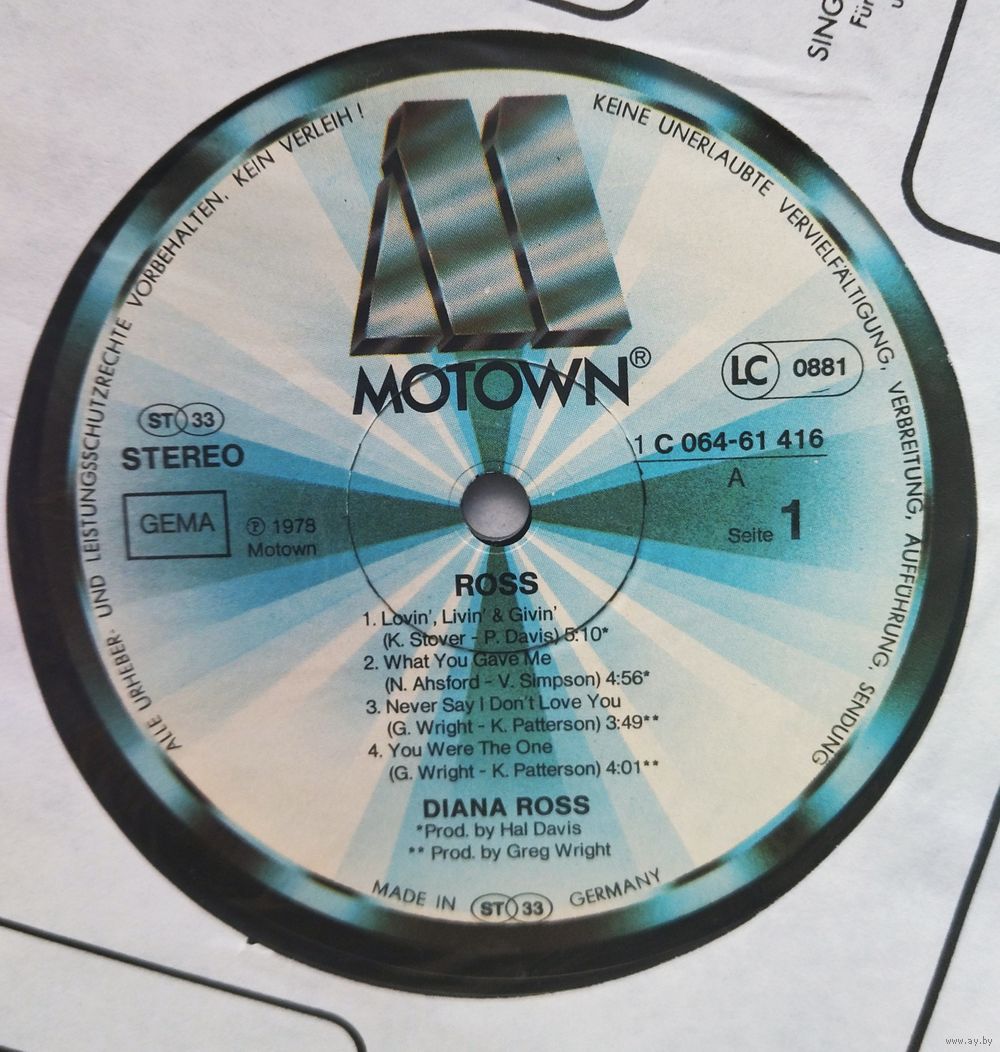 SING
Für
ALLE URHEBER- UND LEISTUNGSSCHUTZRECHTE VORBEHALTEN. KEIN VERLEIH!
KEINE UNERLAUBTE VERVIELFÄLTIGUNG, VERBREITUNG, AUFFÜHRUNG, SENDUNG
MOTOWN®
LC 0881
ST 33
STEREO
1 C 064-61 416
A
GEMA
℗ 1978
Motown
Seite 1
ROSS
1. Lovin', Livin' & Givin'
(K. Stover - P. Davis) 5:10*
2. What You Gave Me
(N. Ahsford - V. Simpson) 4:56*
3. Never Say I Don't Love You
(G. Wright - K. Patterson) 3:49**
4. You Were The One
(G. Wright - K. Patterson) 4:01**
DIANA ROSS
*Prod. by Hal Davis
** Prod. by Greg Wright
MADE IN ST 33 GERMANY
www.ay.by